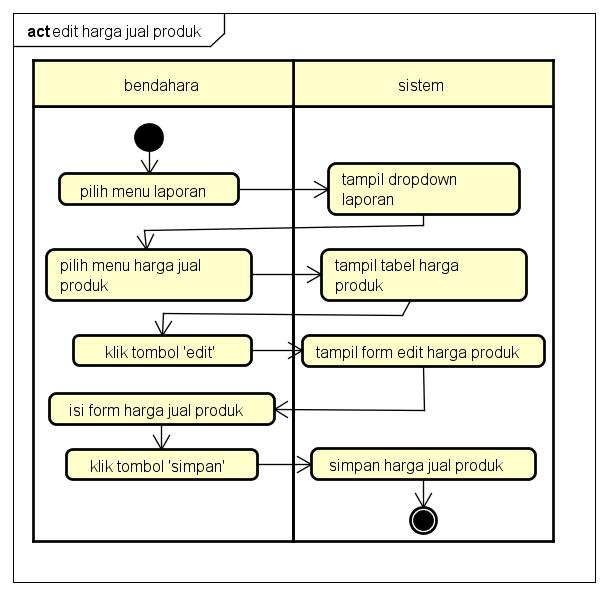 act edit harga jual produk
bendahara
sistem
pilih menu laporan
tampil dropdown
laporan
pilih menu harga jual
produk
tampil tabel harga
produk
klik tombol 'edit'
tampil form edit harga produk
isi form harga jual produk
klik tombol 'simpan'
simpan harga jual produk